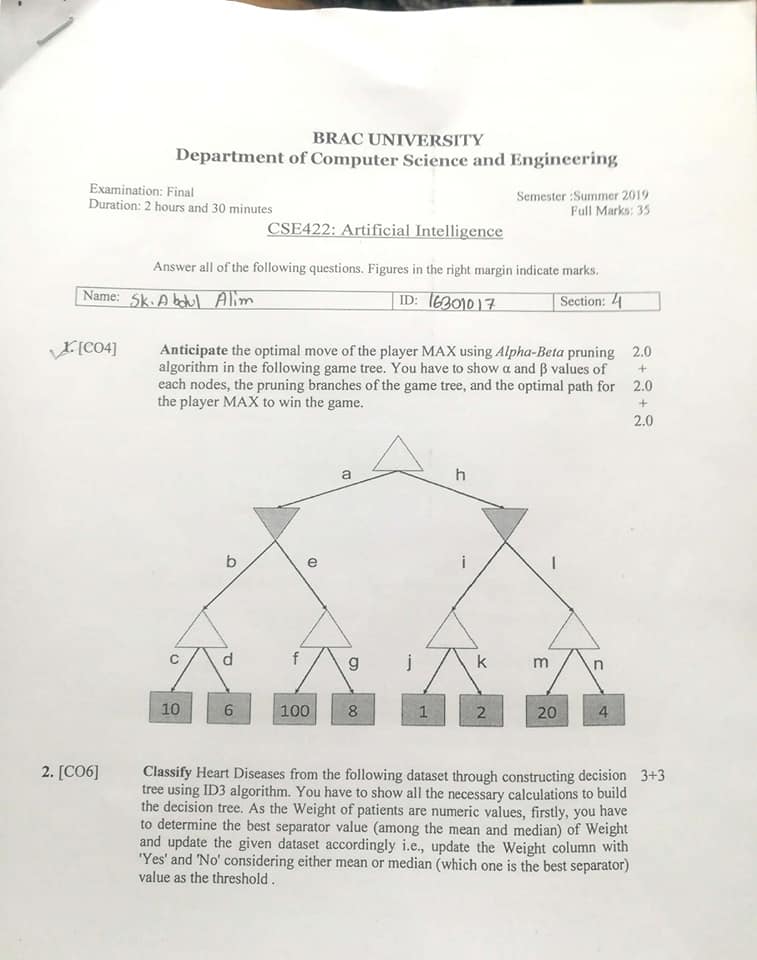 BRAC UNIVERSITY
Department of Computer Science and Engineering
Examination: Final
Semester :Summer 2019
Duration: 2 hours and 30 minutes
Full Marks: 35
CSE422: Artificial Intelligence
Answer all of the following questions. Figures in the right margin indicate marks.
Name: Sk. Abdul Alim ID: 16301017 Section: 4
1. [CO4] Anticipate the optimal move of the player MAX using Alpha-Beta pruning 2.0
algorithm in the following game tree. You have to show α and β values of +
each nodes, the pruning branches of the game tree, and the optimal path for 2.0
the player MAX to win the game. +
2.0
a h
b e i l
c d f g j k m n
10 6 100 8 1 2 20 4
2. [CO6] Classify Heart Diseases from the following dataset through constructing decision 3+3
tree using ID3 algorithm. You have to show all the necessary calculations to build
the decision tree. As the Weight of patients are numeric values, firstly, you have
to determine the best separator value (among the mean and median) of Weight
and update the given dataset accordingly i.e., update the Weight column with
'Yes' and 'No' considering either mean or median (which one is the best separator)
value as the threshold .